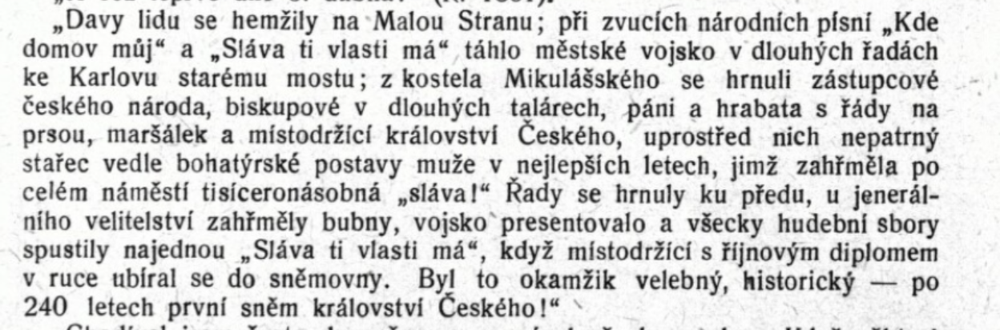 „Davy lidu se hemžily na Malou Stranu; při zvucích národních písní „Kde
domov můj“ a „Sláva ti vlasti má“ táhlo městské vojsko v dlouhých řadách
ke Karlovu starému mostu; z kostela Mikulášského se hrnuli zástupcové
českého národa, biskupové v dlouhých talárech, páni a hrabata s řády na
prsou, maršálek a místodržící království Českého, uprostřed nich nepatrný
stařec vedle bohatýrské postavy muže v nejlepších letech, jimž zahřměla po
celém náměstí tisíceronásobná „sláva!“ Řady se hrnuly ku předu, u jenerál-
ního velitelství zahřměly bubny, vojsko presentovalo a všecky hudební sbory
spustily najednou „Sláva ti vlasti má“, když místodržící s říjnovým diplomem
v ruce ubíral se do sněmovny. Byl to okamžik velebný, historický — po
240 letech první sněm království Českého!“